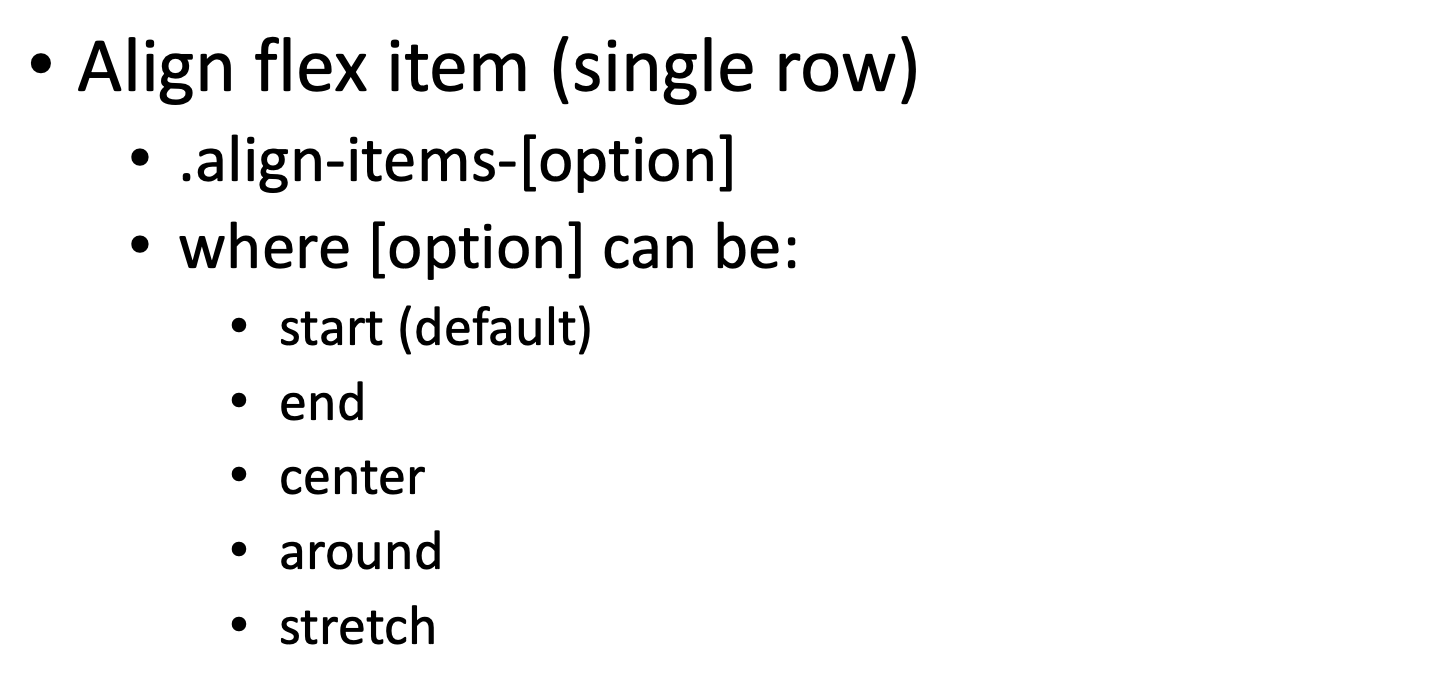 • Align flex item (single row)
• .align-items-[option]
• where [option] can be:
• start (default)
• end
• center
• around
• stretch